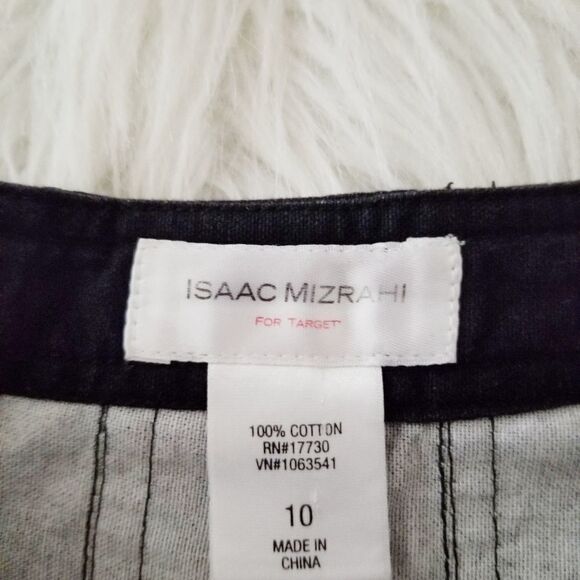 ISAAC MIZRAHI
FOR TARGET
100% COTTON
RN#17730
VN#1063541
10
MADE IN
CHINA